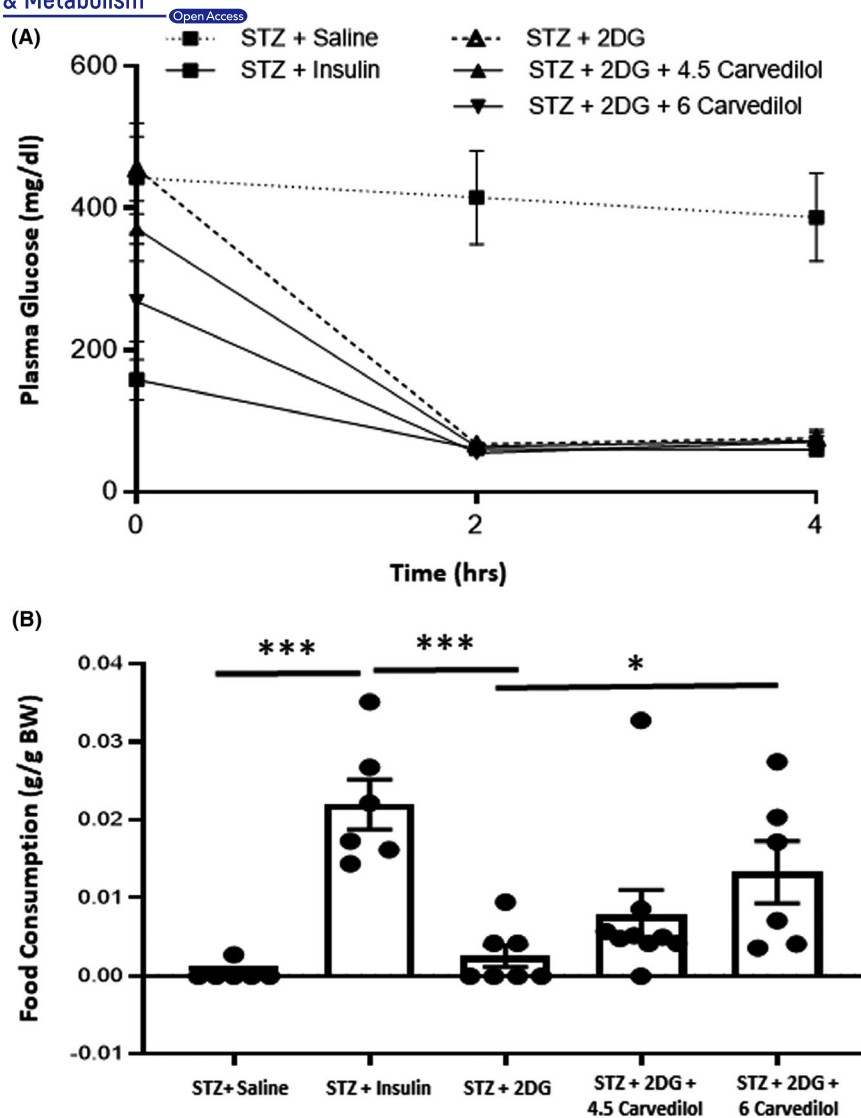 & Metabolism
Open Access
(A)
STZ + Saline
STZ + 2DG
STZ + Insulin
STZ + 2DG + 4.5 Carvedilol
STZ + 2DG + 6 Carvedilol
600
400
200
0
Plasma Glucose (mg/dl)
0 2 4
Time (hrs)
(B)
*** *** *
0.04
0.03
0.02
0.01
0.00
-0.01
Food Consumption (g/g BW)
STZ+ Saline
STZ + Insulin
STZ + 2DG
STZ + 2DG +
4.5 Carvedilol
STZ + 2DG +
6 Carvedilol